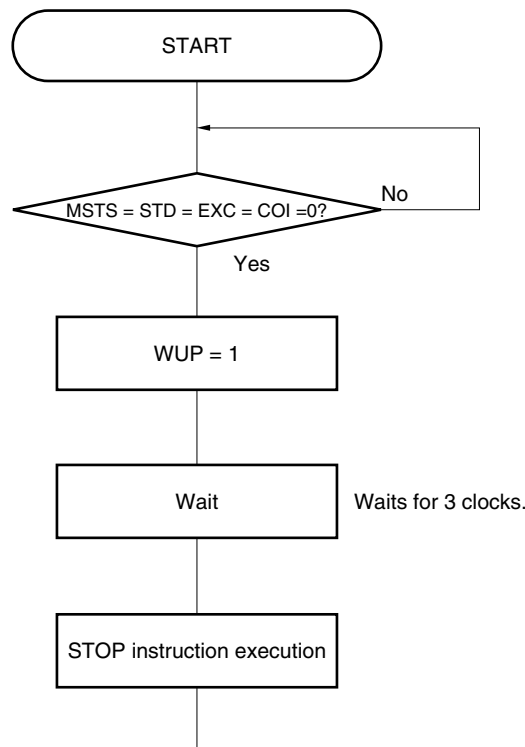 START
MSTS = STD = EXC = COI =0?
No
Yes
WUP = 1
Wait
Waits for 3 clocks.
STOP instruction execution